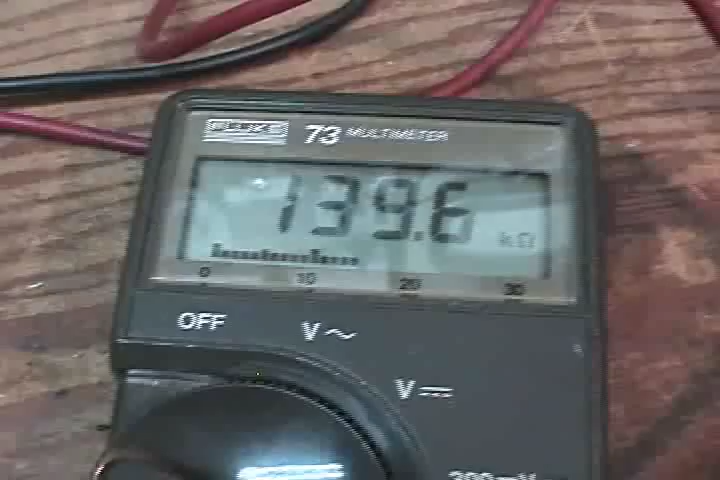 FLUKE 73 MULTIMETER
139.6 kΩ
0 10 20 30
OFF V~
V⎓
300mV